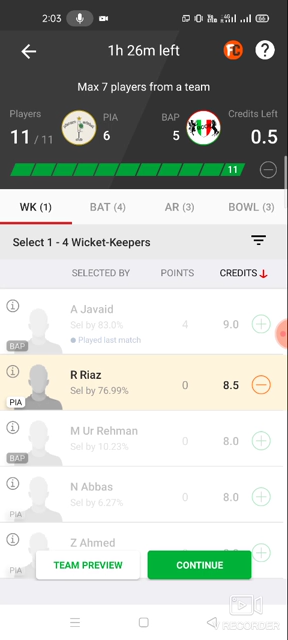 2:03
66
1h 26m left
FC
?
Max 7 players from a team
Players
PIA
BAP
Credits Left
11 / 11
6
5
0.5
11
WK (1)
BAT (4)
AR (3)
BOWL (3)
Select 1 - 4 Wicket-Keepers
SELECTED BY
POINTS
CREDITS
A Javaid
Sel by 83.0%
4
9.0
Played last match
BAP
R Riaz
Sel by 76.99%
0
8.5
PIA
M Ur Rehman
Sel by 10.23%
0
8.0
BAP
N Abbas
Sel by 6.27%
0
8.0
PIA
Z Ahmed
PIA
TEAM PREVIEW
CONTINUE
RECORDER